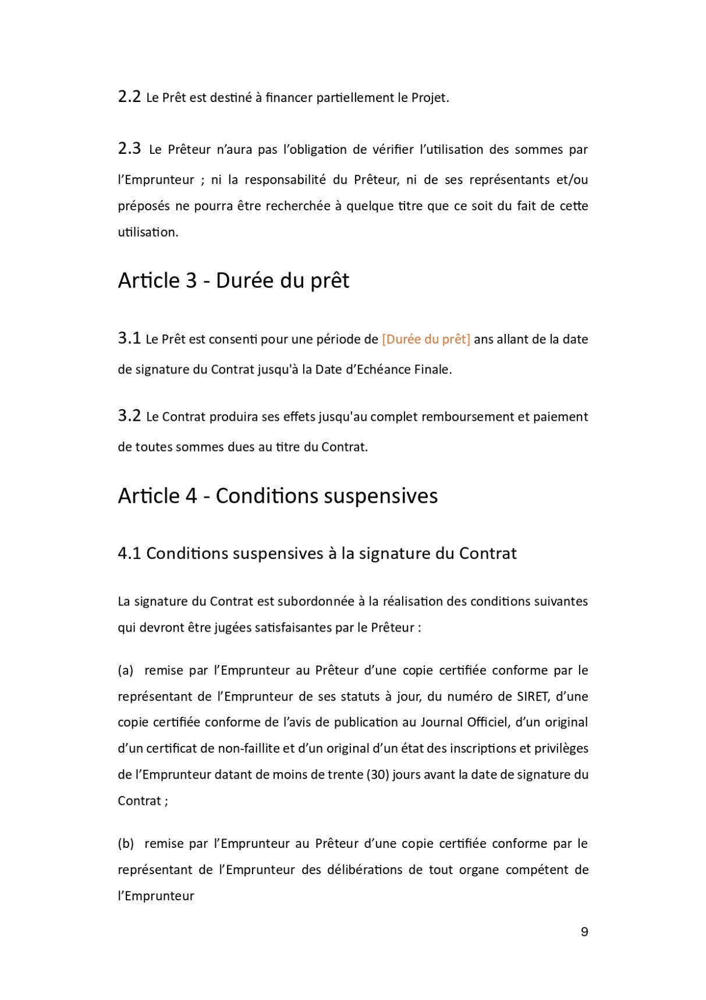 2.2 Le Prêt est destiné à financer partiellement le Projet.
2.3 Le Prêteur n’aura pas l’obligation de vérifier l’utilisation des sommes par
l’Emprunteur ; ni la responsabilité du Prêteur, ni de ses représentants et/ou
préposés ne pourra être recherchée à quelque titre que ce soit du fait de cette
utilisation.
Article 3 - Durée du prêt
3.1 Le Prêt est consenti pour une période de [Durée du prêt] ans allant de la date
de signature du Contrat jusqu'à la Date d’Echéance Finale.
3.2 Le Contrat produira ses effets jusqu'au complet remboursement et paiement
de toutes sommes dues au titre du Contrat.
Article 4 - Conditions suspensives
4.1 Conditions suspensives à la signature du Contrat
La signature du Contrat est subordonnée à la réalisation des conditions suivantes
qui devront être jugées satisfaisantes par le Prêteur :
(a) remise par l’Emprunteur au Prêteur d’une copie certifiée conforme par le
représentant de l’Emprunteur de ses statuts à jour, du numéro de SIRET, d’une
copie certifiée conforme de l’avis de publication au Journal Officiel, d’un original
d’un certificat de non-faillite et d’un original d’un état des inscriptions et privilèges
de l’Emprunteur datant de moins de trente (30) jours avant la date de signature du
Contrat ;
(b) remise par l’Emprunteur au Prêteur d’une copie certifiée conforme par le
représentant de l’Emprunteur des délibérations de tout organe compétent de
l’Emprunteur
9